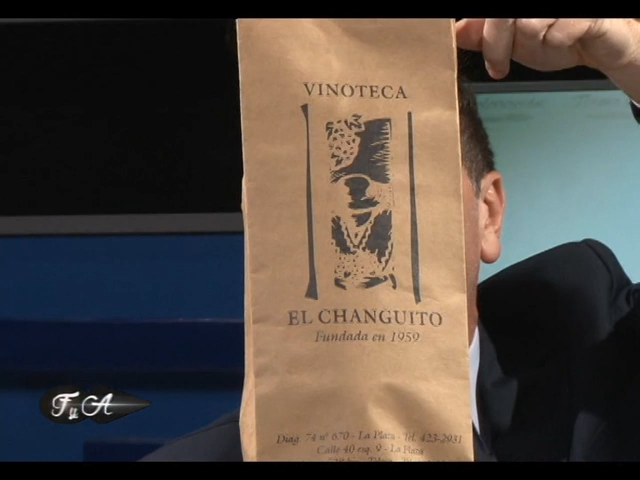 VINOTECA
EL CHANGUITO
Fundada en 1959
Diag. 74 nº 670 - La Plata - Tel. 423-2931
Calle 40 esq. 9 - La Plata
F y A